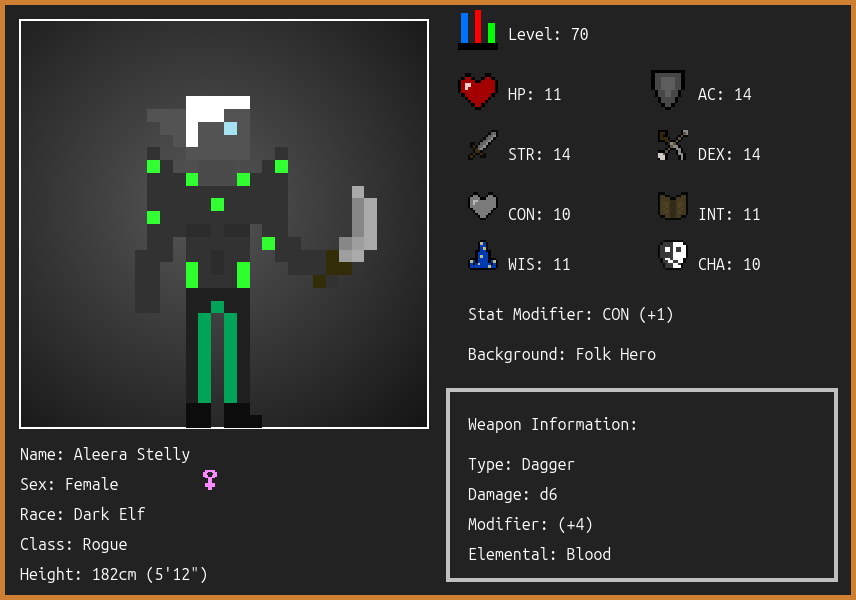 Level: 70
HP: 11
AC: 14
STR: 14
DEX: 14
CON: 10
INT: 11
WIS: 11
CHA: 10
Stat Modifier: CON (+1)
Background: Folk Hero
Name: Aleera Stelly
Sex: Female
Race: Dark Elf
Class: Rogue
Height: 182cm (5'12")
Weapon Information:
Type: Dagger
Damage: d6
Modifier: (+4)
Elemental: Blood